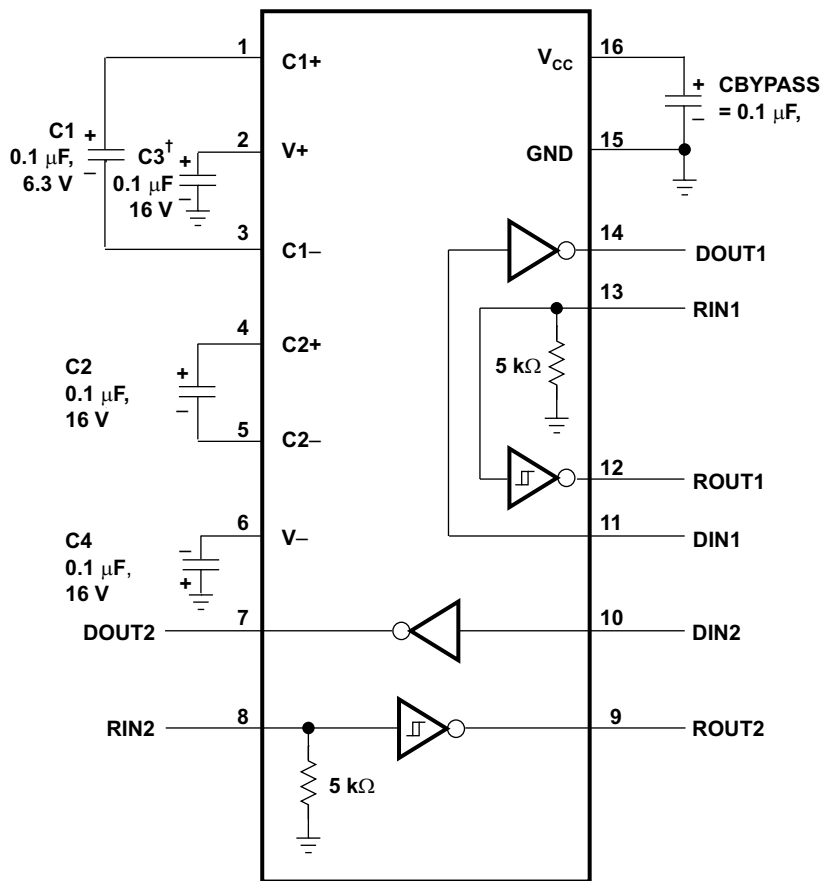 1
C1+
C1
0.1 μF,
6.3 V
+
–
2
V+
C3†
0.1 μF
16 V
+
–
3
C1–
4
C2+
C2
0.1 μF,
16 V
+
–
5
C2–
6
V–
C4
0.1 μF,
16 V
–
+
DOUT2
7
RIN2
8
5 kΩ
VCC
16
+
–
CBYPASS
= 0.1 μF,
GND
15
14
DOUT1
13
RIN1
5 kΩ
12
ROUT1
11
DIN1
10
DIN2
9
ROUT2